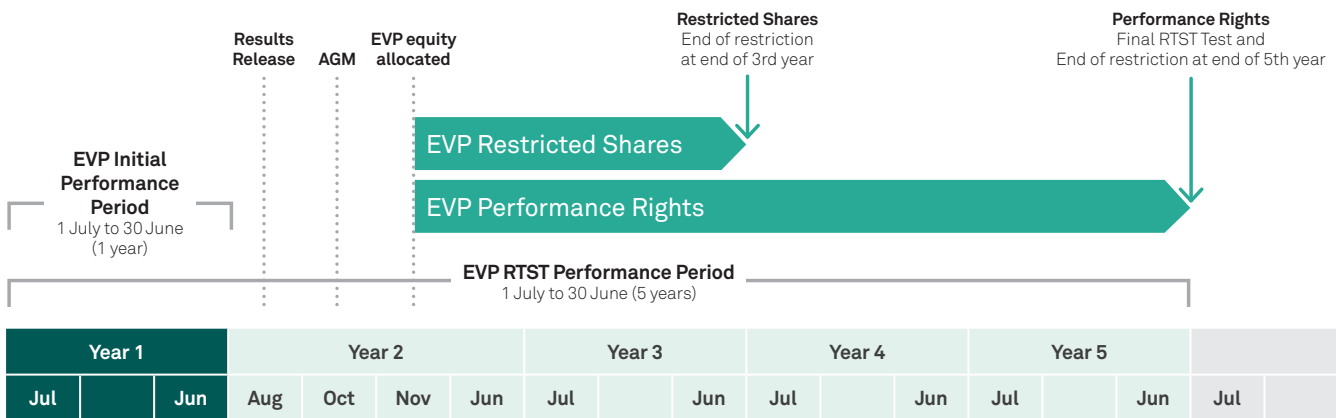 Restricted Shares
End of restriction
at end of 3rd year
Performance Rights
Final RTST Test and
End of restriction at end of 5th year
Results
Release
AGM
EVP equity
allocated
EVP Restricted Shares
EVP Initial
Performance
Period
1 July to 30 June
(1 year)
EVP Performance Rights
EVP RTST Performance Period
1 July to 30 June (5 years)
Year 1 Year 2 Year 3 Year 4 Year 5
Jul Jun Aug Oct Nov Jun Jul Jun Jul Jun Jul Jun Jul